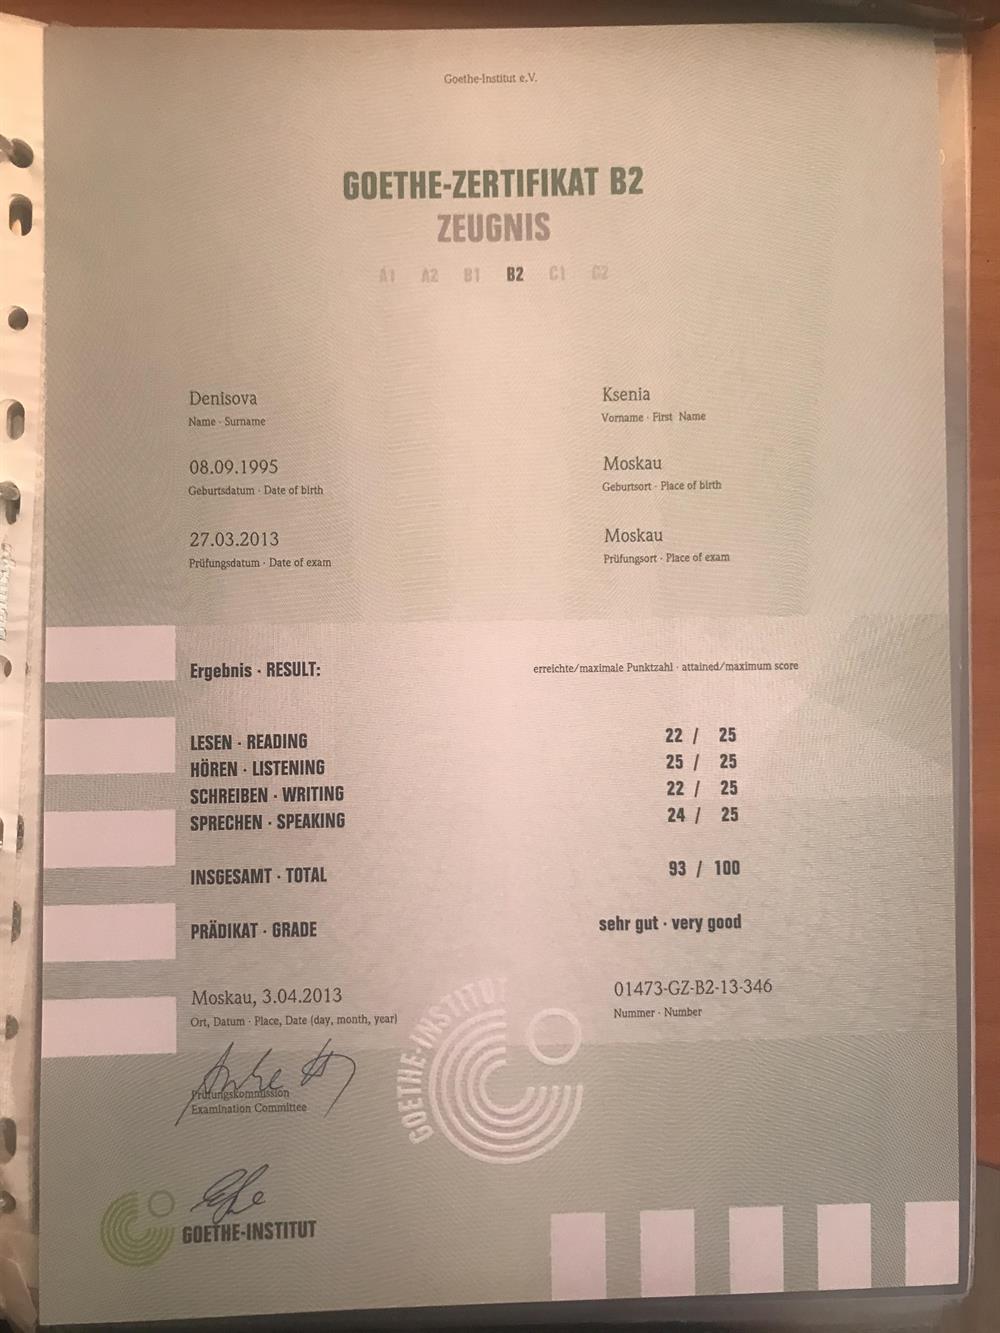 Goethe-Institut e.V.
GOETHE-ZERTIFIKAT B2
ZEUGNIS
A1 A2 B1 B2 C1 C2
Denisova Ksenia
Name · Surname Vorname · First Name
08.09.1995 Moskau
Geburtsdatum · Date of birth Geburtsort · Place of birth
27.03.2013 Moskau
Prüfungsdatum · Date of exam Prüfungsort · Place of exam
Ergebnis · RESULT: erreichte/maximale Punktzahl · attained/maximum score
LESEN · READING 22 / 25
HÖREN · LISTENING 25 / 25
SCHREIBEN · WRITING 22 / 25
SPRECHEN · SPEAKING 24 / 25
INSGESAMT · TOTAL 93 / 100
PRÄDIKAT · GRADE sehr gut · very good
Moskau, 3.04.2013 01473-GZ-B2-13-346
Ort, Datum · Place, Date (day, month, year) Nummer · Number
GOETHE-INSTITUT
Prüfungskommission
Examination Committee
GOETHE-INSTITUT